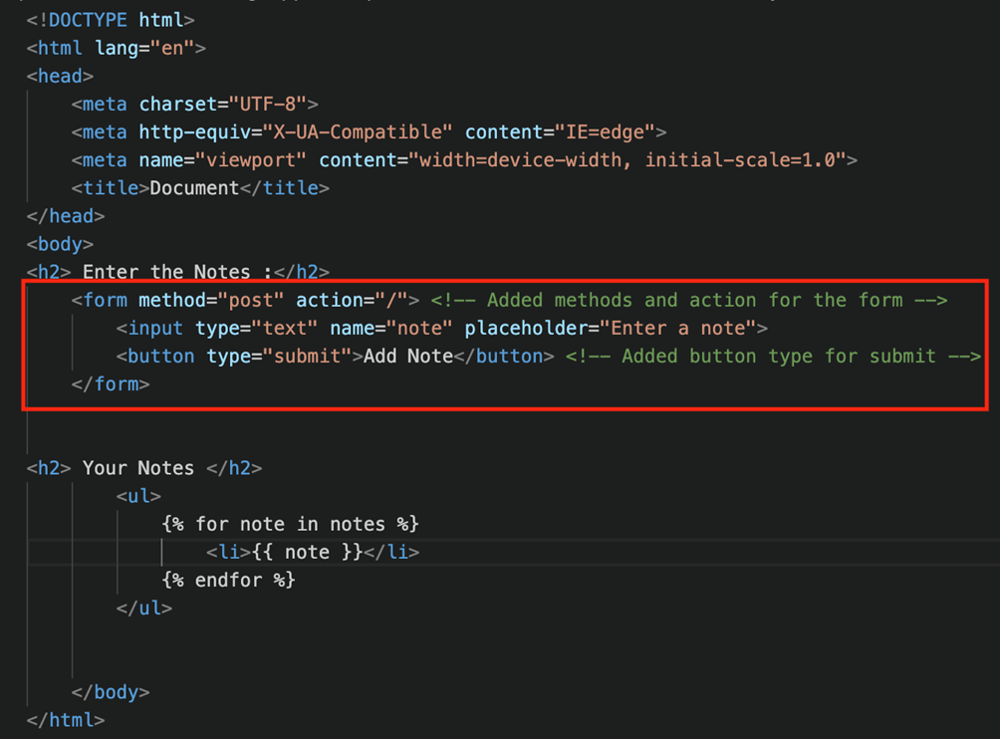 <!DOCTYPE html>
<html lang="en">
<head>
<meta charset="UTF-8">
<meta http-equiv="X-UA-Compatible" content="IE=edge">
<meta name="viewport" content="width=device-width, initial-scale=1.0">
<title>Document</title>
</head>
<body>
<h2> Enter the Notes :</h2>
<form method="post" action="/"> <!-- Added methods and action for the form -->
<input type="text" name="note" placeholder="Enter a note">
<button type="submit">Add Note</button> <!-- Added button type for submit -->
</form>
<h2> Your Notes </h2>
<ul>
{% for note in notes %}
<li>{{ note }}</li>
{% endfor %}
</ul>
</body>
</html>